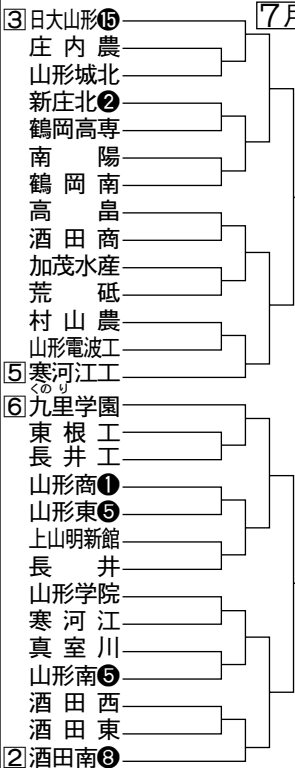 7月
3 日大山形⓯
庄内農
山形城北
新庄北❷
鶴岡高専
南陽
鶴岡南
高畠
酒田商
加茂水産
荒砥
村山農
山形電波工
5 寒河江工
6 九里学園
くのり
東根工
長井工
山形商❶
山形東❺
上山明新館
長井
山形学院
寒河江
真室川
山形南❺
酒田西
酒田東
2 酒田南❽